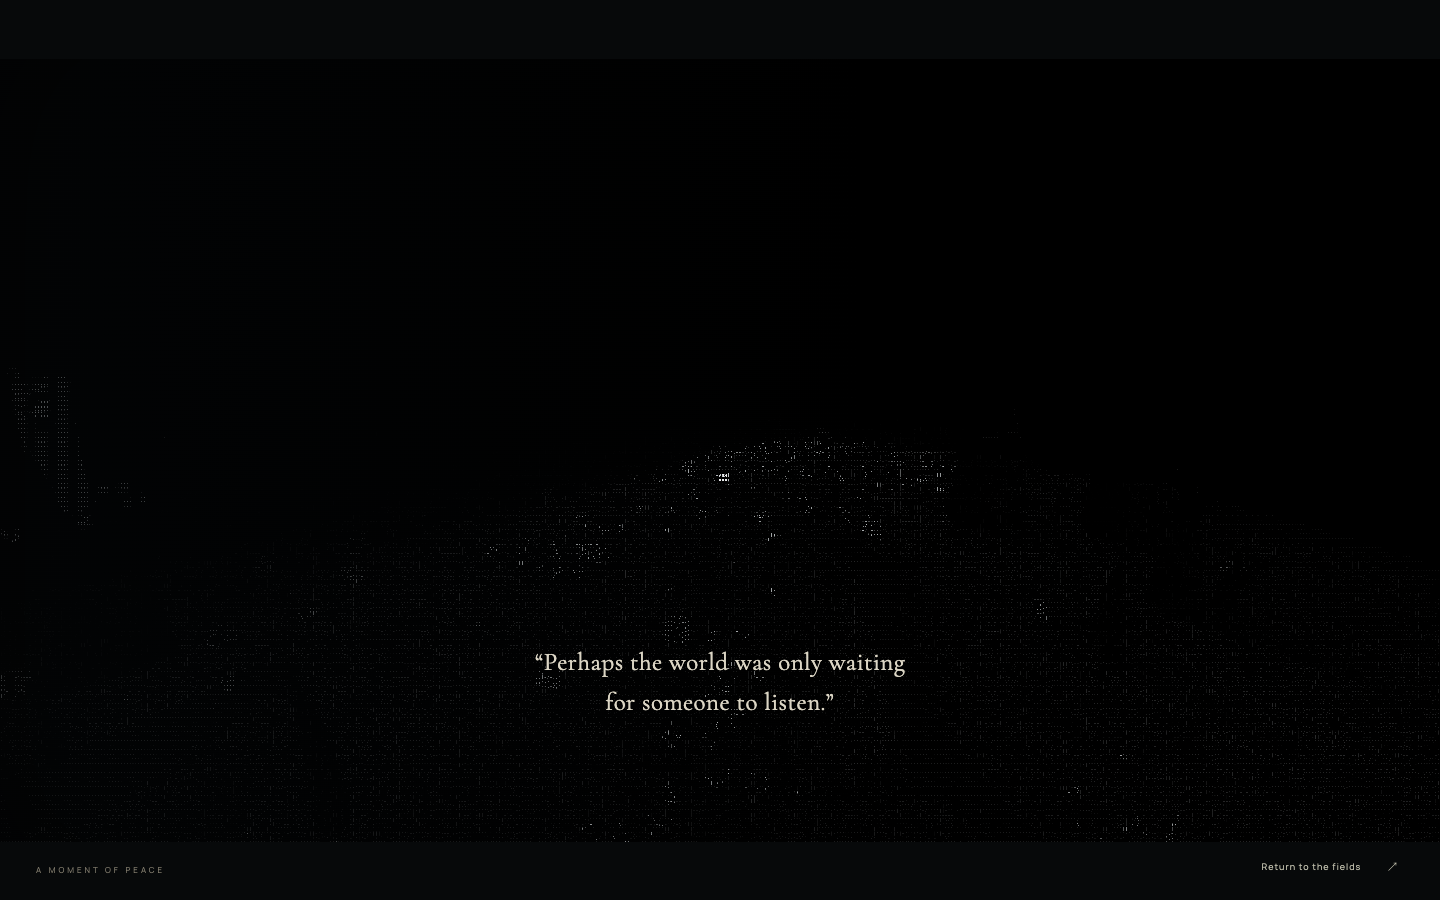 “Perhaps the world was only waiting
for someone to listen.”
A MOMENT OF PEACE
Return to the fields